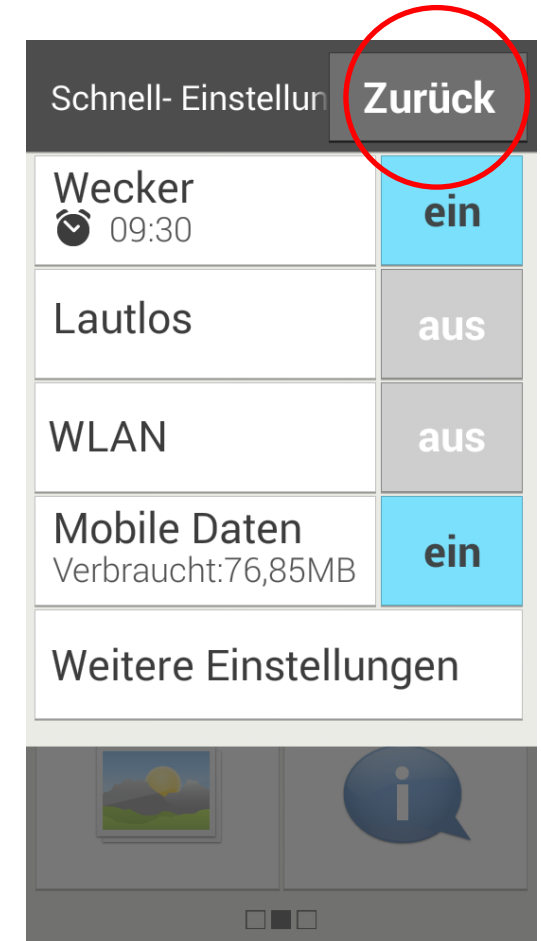 Schnell- Einstellun
Zurück
Wecker
ein
09:30
Lautlos
aus
WLAN
aus
Mobile Daten
ein
Verbraucht:76,85MB
Weitere Einstellungen
i